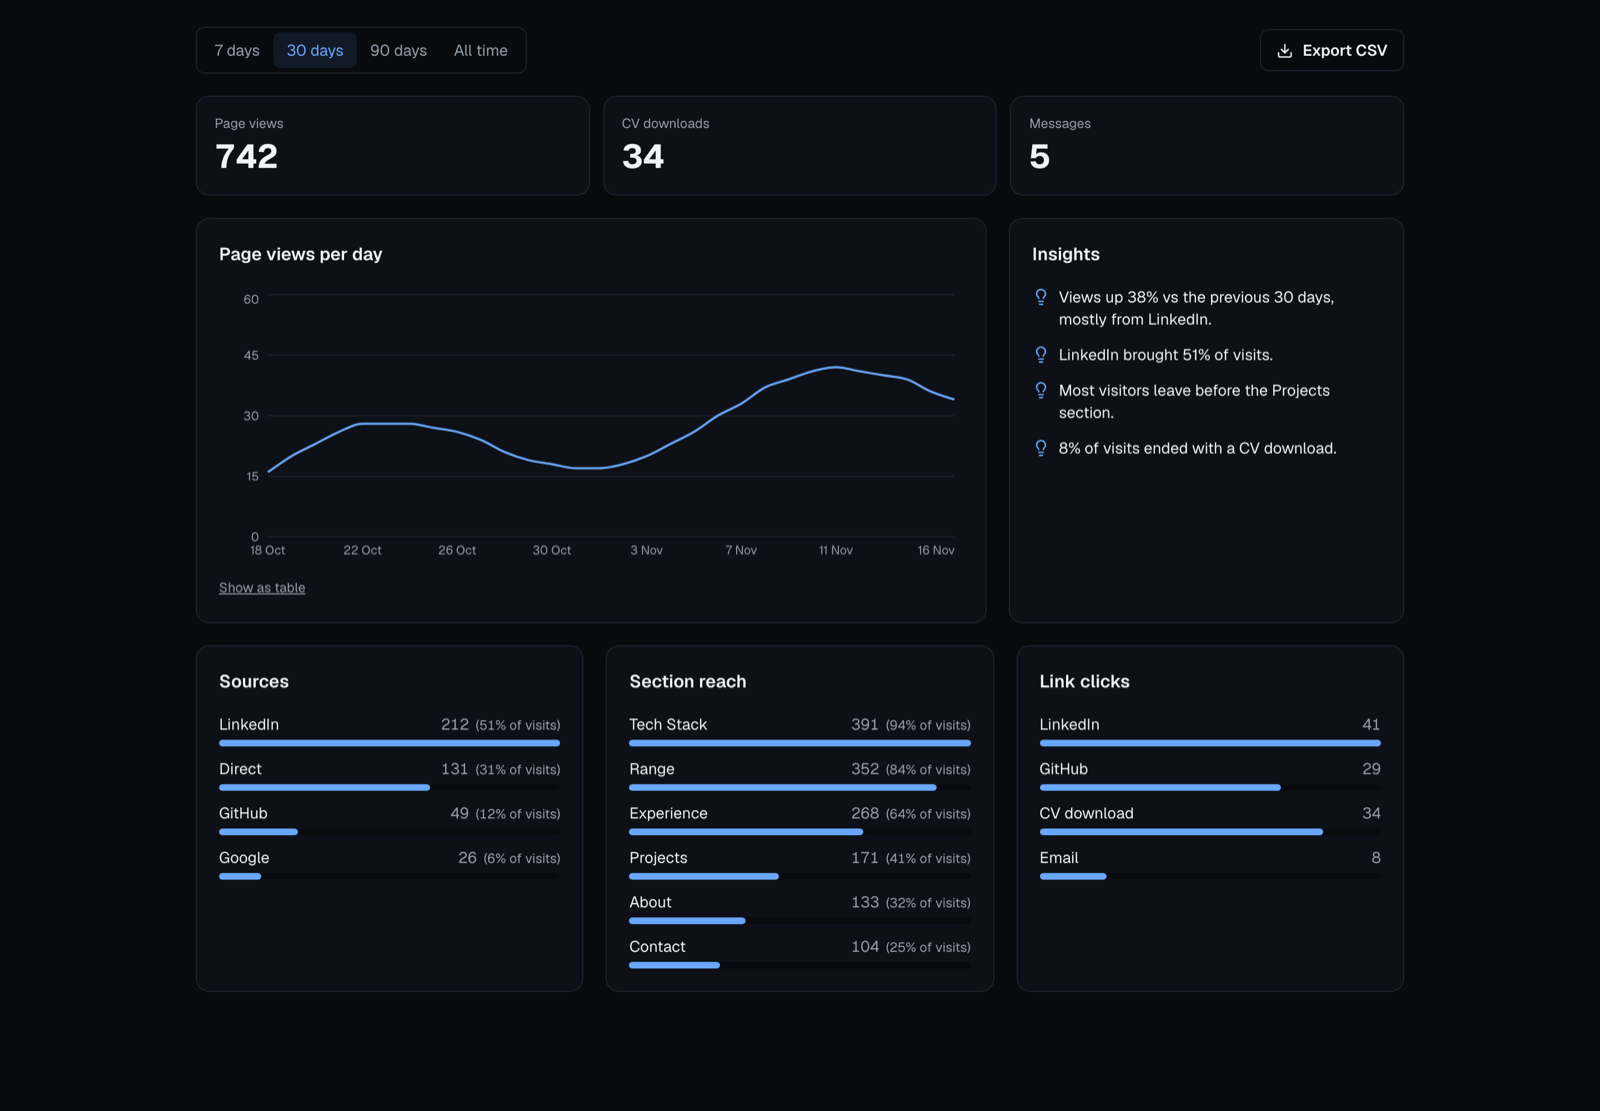 7 days
30 days
90 days
All time
Export CSV
Page views
742
CV downloads
34
Messages
5
Page views per day
60
45
30
15
0
18 Oct
22 Oct
26 Oct
30 Oct
3 Nov
7 Nov
11 Nov
16 Nov
Show as table
Insights
Views up 38% vs the previous 30 days,
mostly from LinkedIn.
LinkedIn brought 51% of visits.
Most visitors leave before the Projects
section.
8% of visits ended with a CV download.
Sources
LinkedIn 212 (51% of visits)
Direct 131 (31% of visits)
GitHub 49 (12% of visits)
Google 26 (6% of visits)
Section reach
Tech Stack 391 (94% of visits)
Range 352 (84% of visits)
Experience 268 (64% of visits)
Projects 171 (41% of visits)
About 133 (32% of visits)
Contact 104 (25% of visits)
Link clicks
LinkedIn 41
GitHub 29
CV download 34
Email 8